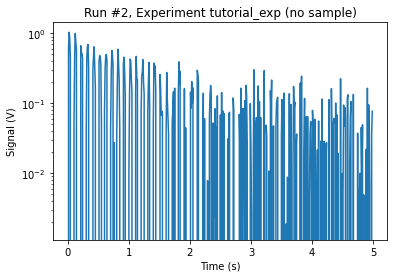 Run #2, Experiment tutorial_exp (no sample)
10⁰
10⁻¹
10⁻²
Signal (V)
0 1 2 3 4 5
Time (s)